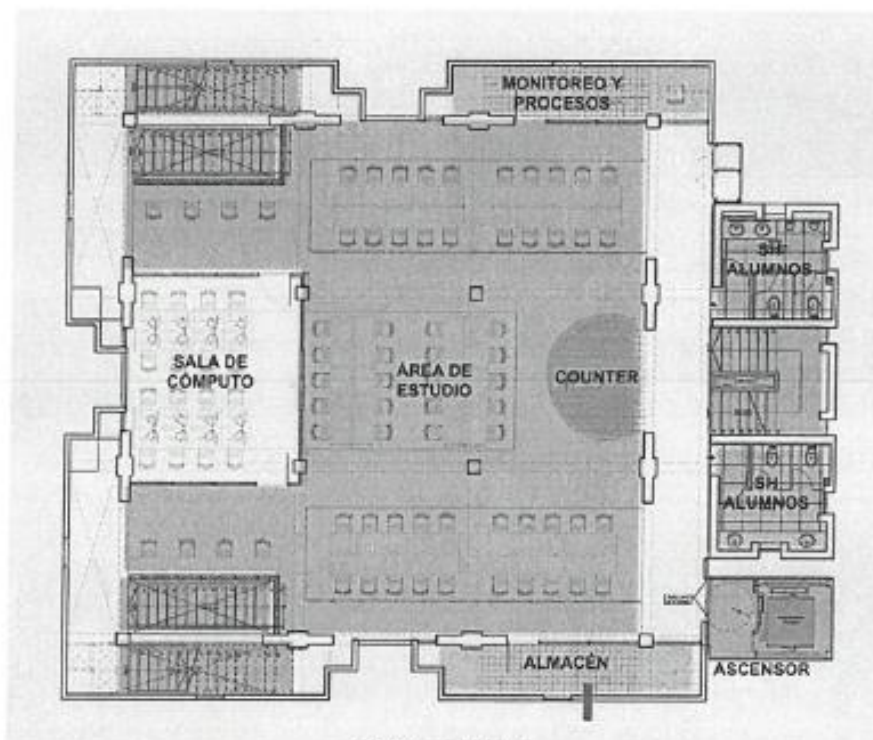 MONITOREO Y
PROCESOS
SH
ALUMNOS
SALA DE
CÓMPUTO
ÁREA DE
ESTUDIO
COUNTER
SH
ALUMNOS
ALMACÉN
ASCENSOR